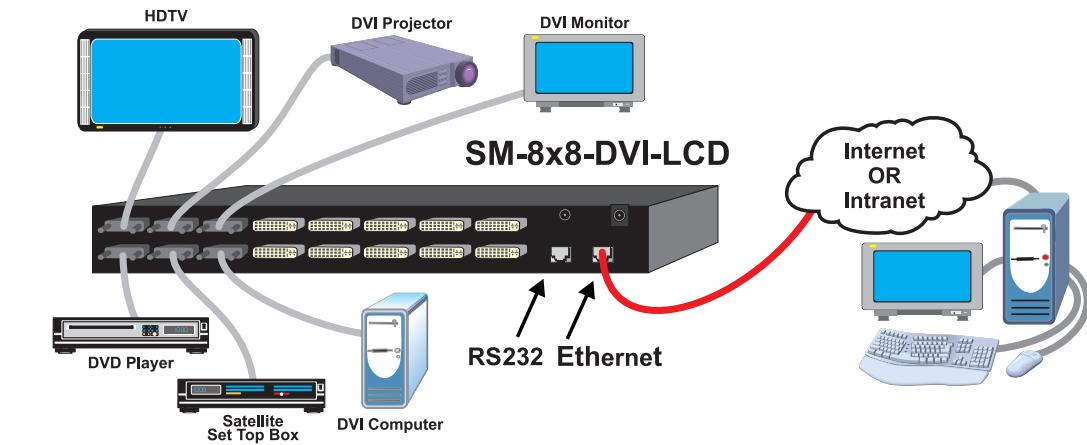 HDTV
DVI Projector
DVI Monitor
SM-8x8-DVI-LCD
Internet
OR
Intranet
RS232
Ethernet
DVD Player
Satellite
Set Top Box
DVI Computer